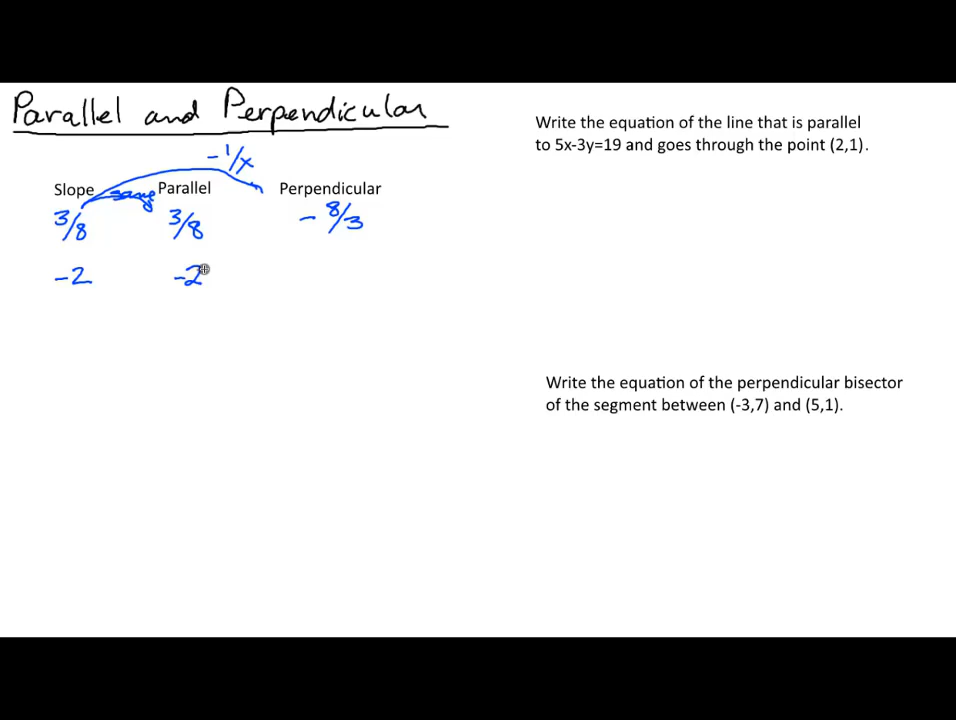 Parallel and Perpendicular
-1/x
Slope same Parallel Perpendicular
3/8 3/8 -8/3
-2 -2
Write the equation of the line that is parallel
to 5x-3y=19 and goes through the point (2,1).
Write the equation of the perpendicular bisector
of the segment between (-3,7) and (5,1).